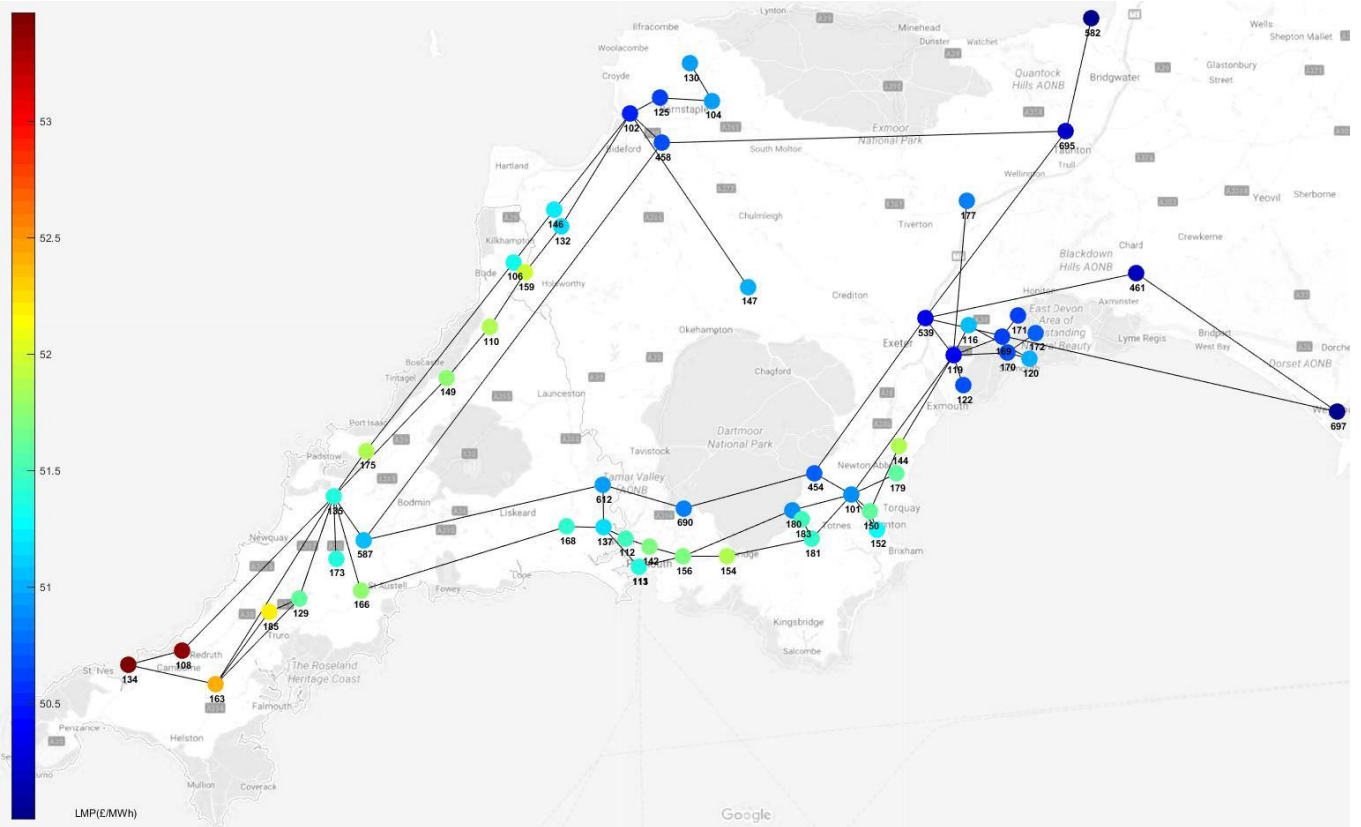 Lynton
A39
Ilfracombe
Minehead
Dunster
Watchet
Wells
Shepton Mallet
582
Woolacombe
Croyde
130
Quantock
Hills AONB
Bridgwater
Glastonbury
Street
125
104
102
Exmoor
National Park
Bideford
458
South Molton
695
Taunton
Trull
Wellington
Hartland
Yeovil
Sherborne
146
132
Kilkhampton
Chulmleigh
Tiverton
177
Chard
Crewkerne
Blackdown
Hills AONB
461
Bude
106
159
Holsworthy
147
Crediton
Honiton
Axminster
539
116
East Devon
Area of
171
172
Lyme Regis
Bridport
West Bay
Dorset AONB
110
Okehampton
Exeter
119
169
170
120
Boscastle
Tintagel
149
Chagford
122
Exmouth
697
Launceston
Port Isaac
175
Dartmoor
National Park
Tavistock
144
Padstow
Newton Abbot
454
179
135
Bodmin
Tamar Valley
AONB
612
690
101
Torquay
Liskeard
180
183
Totnes
150
152
Newquay
587
168
137
112
142
181
Brixham
173
113
156
154
St Austell
166
Fowey
Looe
129
185
Truro
Kingsbridge
Salcombe
108
Redruth
Camborne
St. Ives
134
The Roseland
Heritage Coast
163
Falmouth
Penzance
Helston
Mullion
Coverack
53
52.5
52
51.5
51
50.5
LMP(£/MWh)
Google